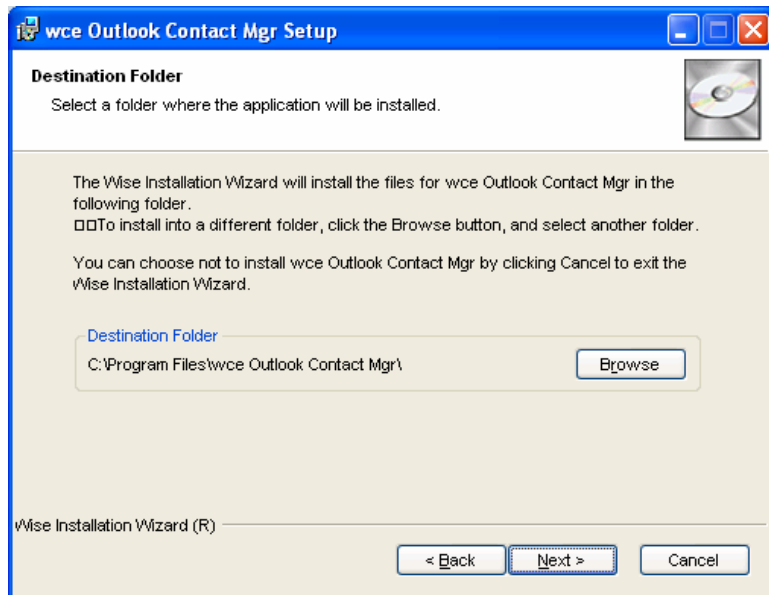 wce Outlook Contact Mgr Setup
Destination Folder
Select a folder where the application will be installed.
The Wise Installation Wizard will install the files for wce Outlook Contact Mgr in the
following folder.
□□To install into a different folder, click the Browse button, and select another folder.
You can choose not to install wce Outlook Contact Mgr by clicking Cancel to exit the
Wise Installation Wizard.
Destination Folder
C:\Program Files\wce Outlook Contact Mgr\
Browse
Wise Installation Wizard (R)
< Back
Next >
Cancel